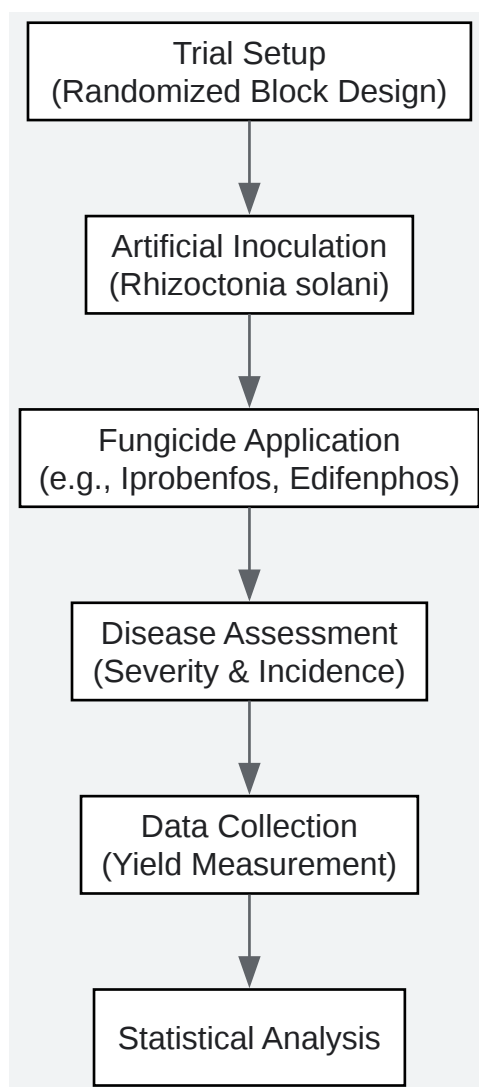 Trial Setup
(Randomized Block Design)
Artificial Inoculation
(Rhizoctonia solani)
Fungicide Application
(e.g., Iprobenfos, Edifenphos)
Disease Assessment
(Severity & Incidence)
Data Collection
(Yield Measurement)
Statistical Analysis